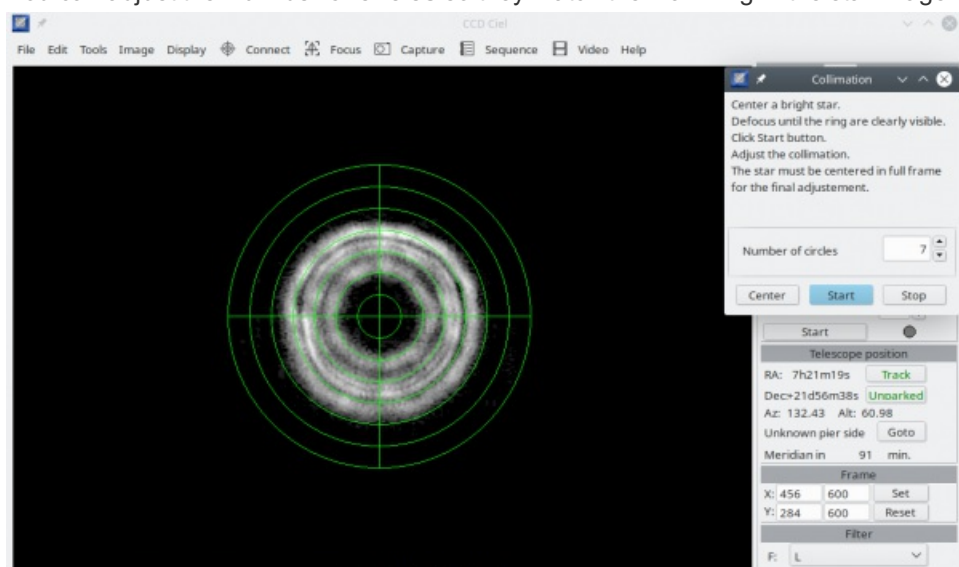 CCD Ciel
File Edit Tools Image Display Connect Focus Capture Sequence Video Help
Collimation
Center a bright star.
Defocus until the ring are clearly visible.
Click Start button.
Adjust the collimation.
The star must be centered in full frame
for the final adjustement.
Number of circles 7
Center Start Stop
Start
Telescope position
RA: 7h21m19s Track
Dec:+21d56m38s Unparked
Az: 132.43 Alt: 60.98
Unknown pier side Goto
Meridian in 91 min.
Frame
X: 456 600 Set
Y: 284 600 Reset
Filter
F: L